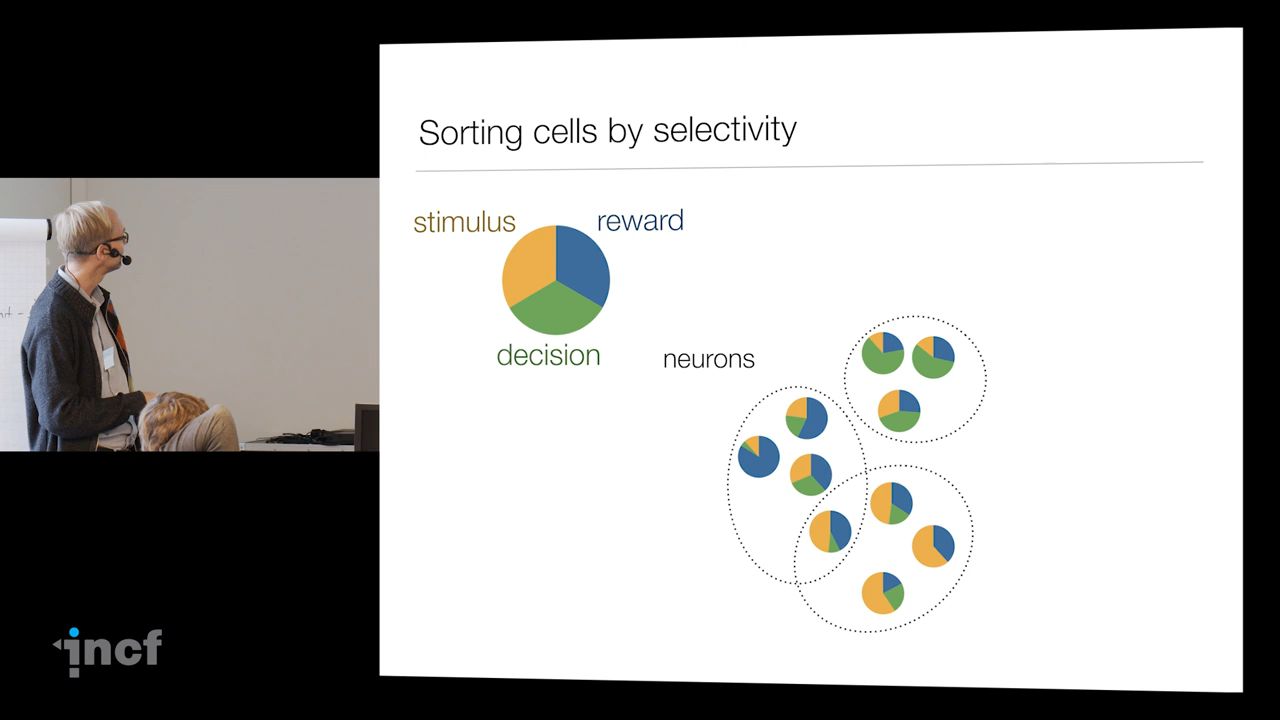 Sorting cells by selectivity
stimulus
reward
decision
neurons
incf